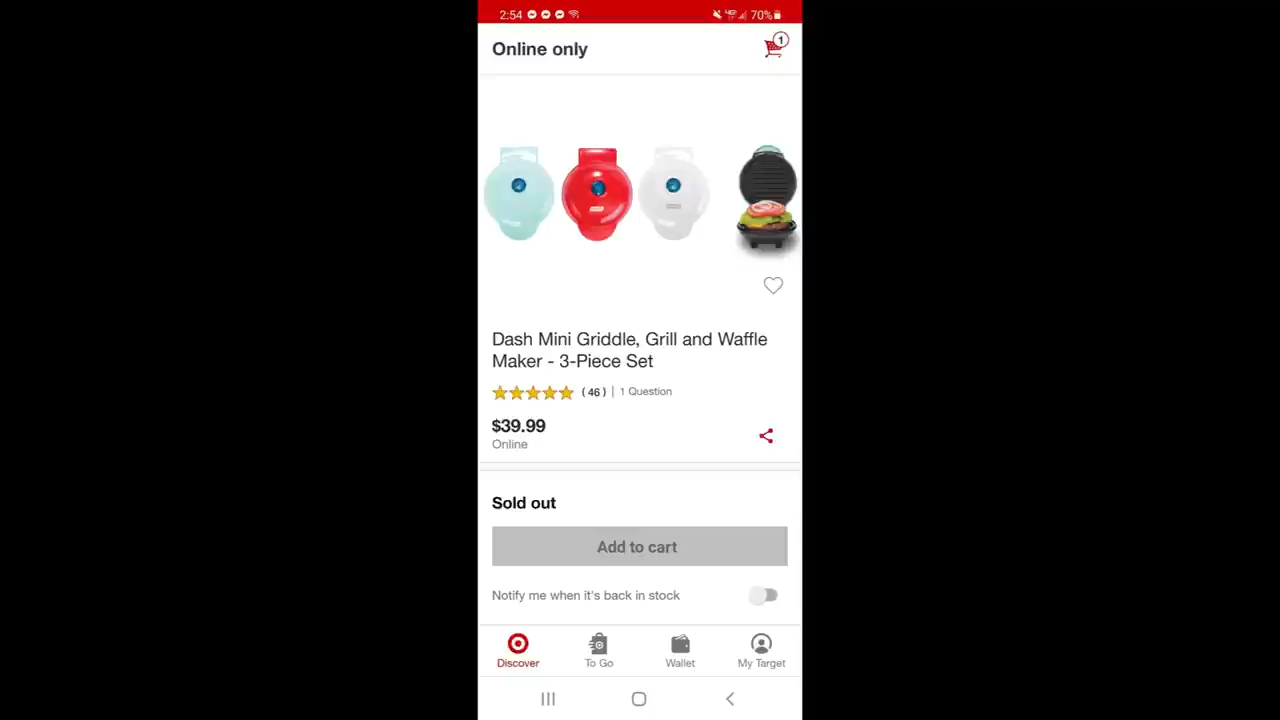 2:54 70%
Online only
1
Dash Mini Griddle, Grill and Waffle
Maker - 3-Piece Set
(46) | 1 Question
$39.99
Online
Sold out
Add to cart
Notify me when it's back in stock
Discover To Go Wallet My Target